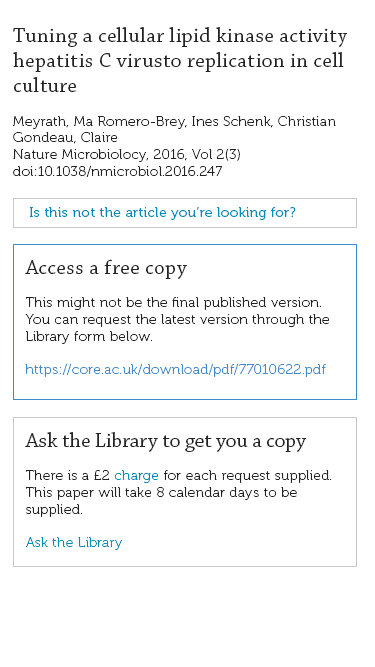 Tuning a cellular lipid kinase activity
hepatitis C virusto replication in cell
culture
Meyrath, Ma Romero-Brey, Ines Schenk, Christian
Gondeau, Claire
Nature Microbiolocy, 2016, Vol 2(3)
doi:10.1038/nmicrobiol.2016.247
Is this not the article you're looking for?
Access a free copy
This might not be the final published version.
You can request the latest version through the
Library form below.
https://core.ac.uk/download/pdf/77010622.pdf
Ask the Library to get you a copy
There is a £2 charge for each request supplied.
This paper will take 8 calendar days to be
supplied.
Ask the Library